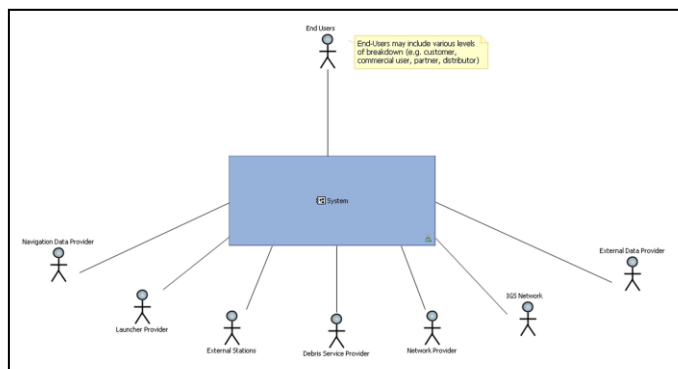 End Users
End-Users may include various levels
of breakdown (e.g. customer,
commercial user, partner, distributor)
System
Navigation Data Provider
External Data Provider
Launcher Provider
IGS Network
External Stations
Debris Service Provider
Network Provider